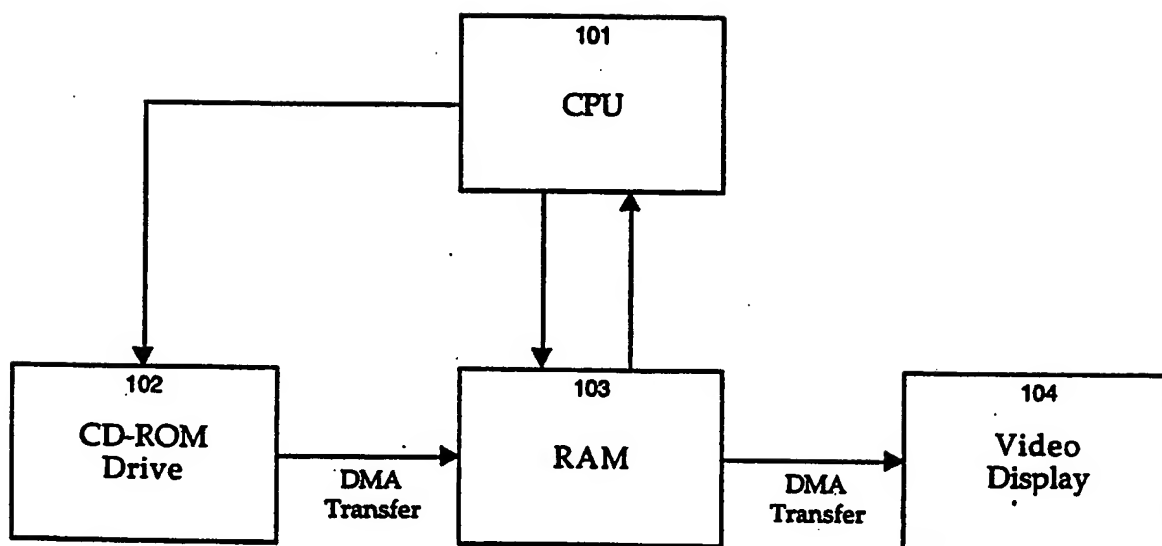 101
CPU
102
CD-ROM
Drive
DMA
Transfer
103
RAM
DMA
Transfer
104
Video
Display